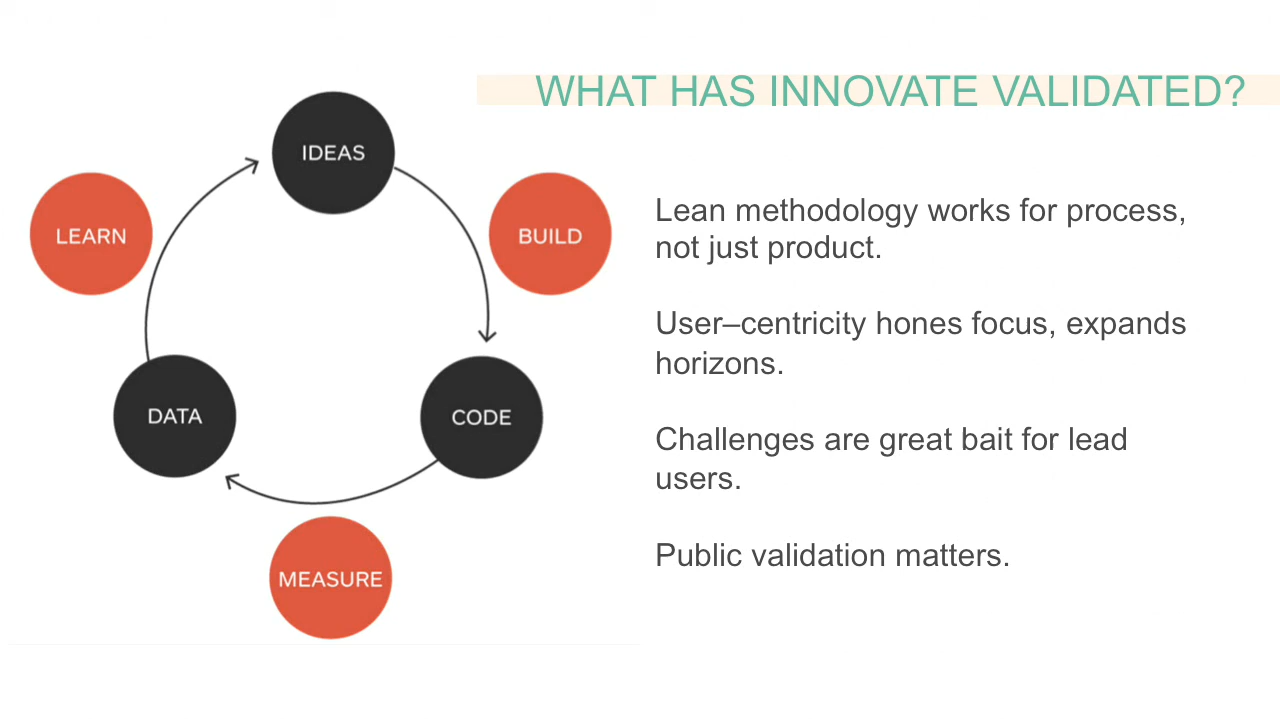 WHAT HAS INNOVATE VALIDATED?
IDEAS
LEARN
BUILD
DATA
CODE
MEASURE
Lean methodology works for process,
not just product.
User–centricity hones focus, expands
horizons.
Challenges are great bait for lead
users.
Public validation matters.